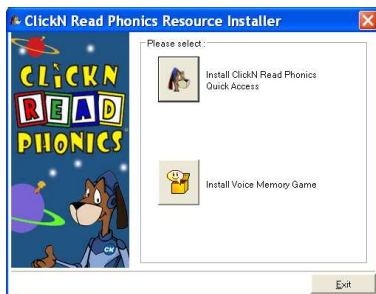 ClickN Read Phonics Resource Installer
Please select :
CLiCKN
READ
PHONiCS
Install ClickN Read Phonics
Quick Access
Install Voice Memory Game
CK
Exit